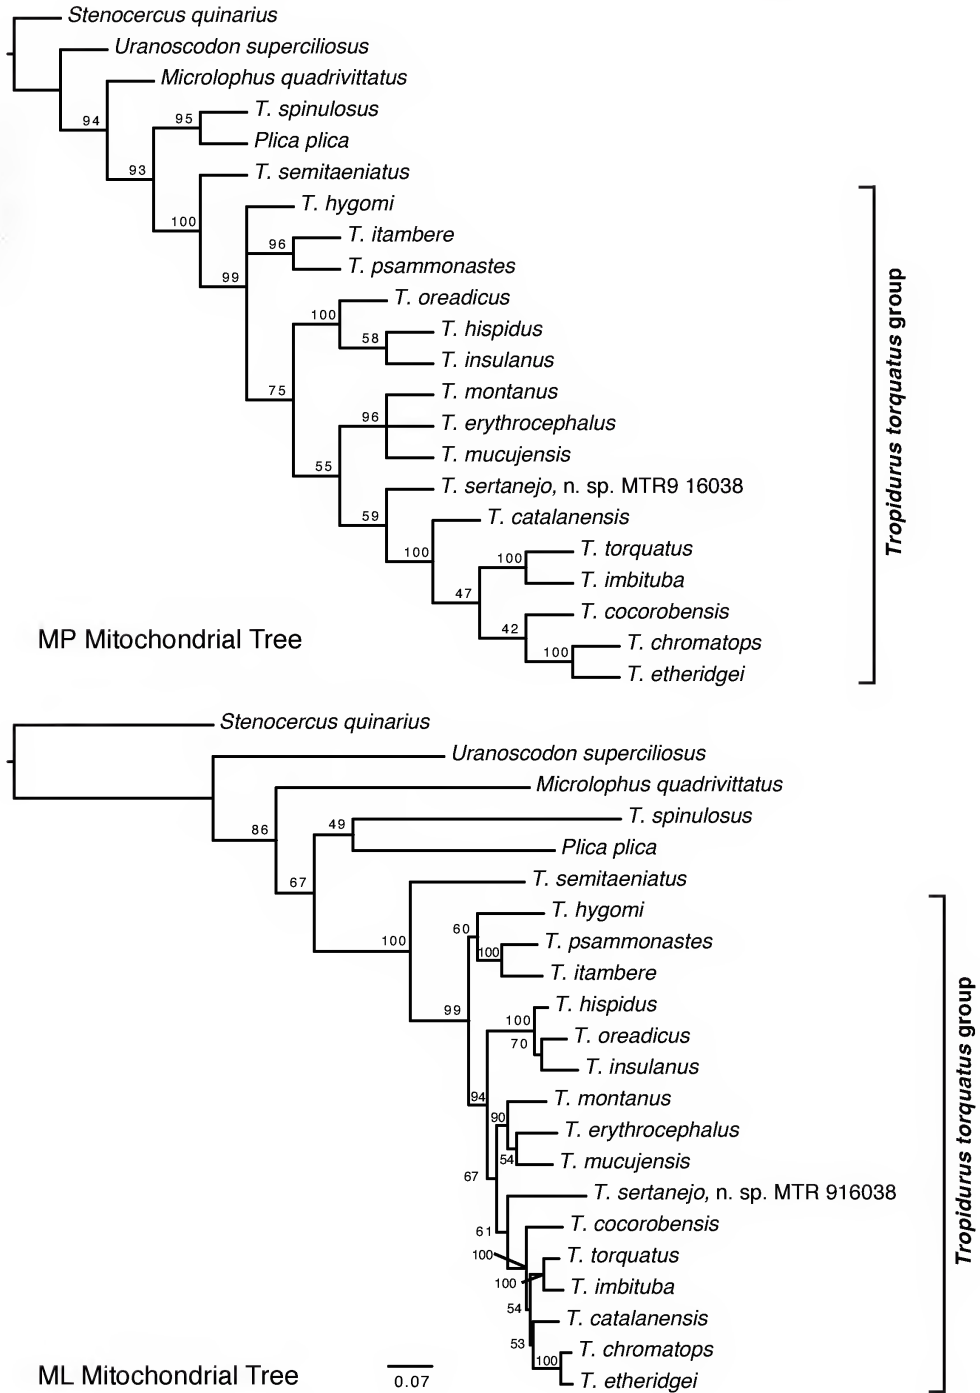 Stenocercus quinarius
Uranoscodon superciliosus
Microlophus quadrivittatus
94
T. spinulosus
95
Plica plica
93
T. semitaeniatus
100
T. hygomi
T. itambere
96
T. psammonastes
99
T. oreadicus
100
T. hispidus
58
T. insulanus
75
T. montanus
96
T. erythrocephalus
T. mucujensis
55
T. sertanejo, n. sp. MTR9 16038
59
T. catalanensis
100
T. torquatus
100
T. imbituba
47
T. cocorobensis
42
T. chromatops
100
T. etheridgei
Tropidurus torquatus group
MP Mitochondrial Tree
Stenocercus quinarius
Uranoscodon superciliosus
Microlophus quadrivittatus
86
T. spinulosus
49
Plica plica
67
T. semitaeniatus
100
T. hygomi
60
T. psammonastes
100
T. itambere
99
T. hispidus
100
T. oreadicus
70
T. insulanus
94
T. montanus
90
T. erythrocephalus
54
T. mucujensis
67
T. sertanejo, n. sp. MTR 916038
61
T. cocorobensis
100
T. torquatus
100
T. imbituba
54
T. catalanensis
53
T. chromatops
100
T. etheridgei
Tropidurus torquatus group
ML Mitochondrial Tree
0.07